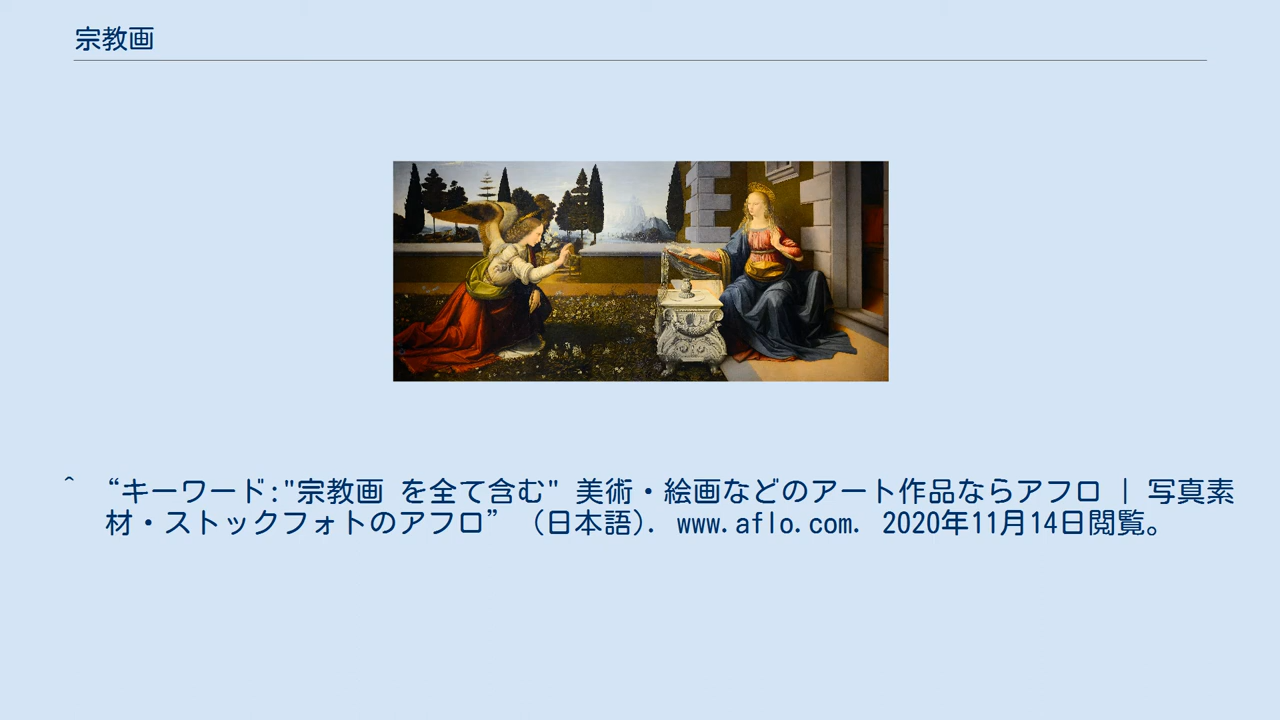 宗教画
^ “キーワード:"宗教画 を全て含む" 美術・絵画などのアート作品ならアフロ | 写真素
材・ストックフォトのアフロ” (日本語). www.aflo.com. 2020年11月14日閲覧。